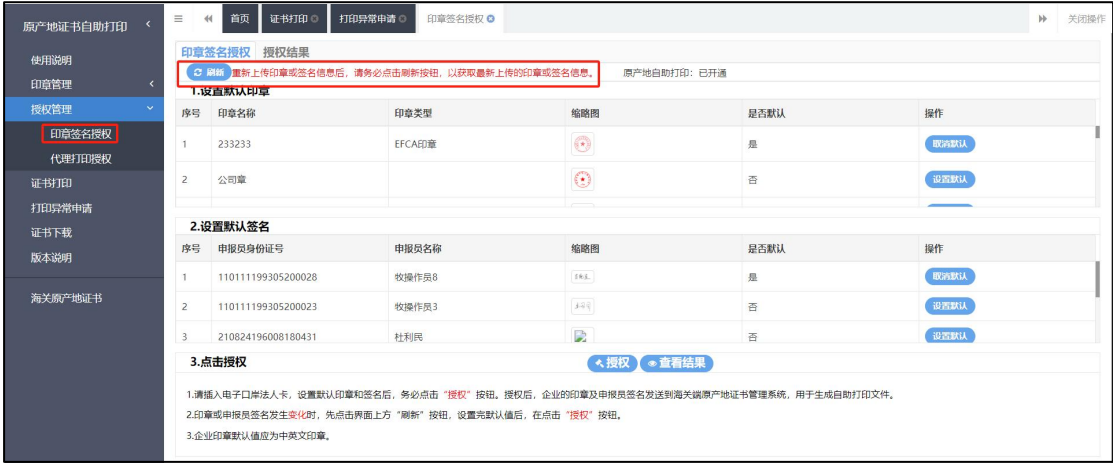 原产地证书自助打印
首页 证书打印 打印异常申请 印章签名授权 关闭操作
使用说明
印章管理
授权管理
印章签名授权
代理打印授权
证书打印
打印异常申请
证书下载
版本说明
海关原产地证书
印章签名授权 授权结果
刷新 重新上传印章或签名信息后，请务必点击刷新按钮，以获取最新上传的印章或签名信息。 原产地自助打印：已开通
1.设置默认印章
序号 印章名称 印章类型 缩略图 是否默认 操作
1 233233 EFCA印章 是 取消默认
2 公司章 否 设置默认
2.设置默认签名
序号 申报员身份证号 申报员名称 缩略图 是否默认 操作
1 110111199305200028 牧操作员8 是 取消默认
2 110111199305200023 牧操作员3 否 设置默认
3 210824196008180431 杜利民 否 设置默认
3.点击授权 授权 查看结果
1.请插入电子口岸法人卡，设置默认印章和签名后，务必点击“授权”按钮。授权后，企业的印章及申报员签名发送到海关端原产地证书管理系统，用于生成自助打印文件。
2.印章或申报员签名发生变化时，先点击界面上方“刷新”按钮，设置完默认值后，在点击“授权”按钮。
3.企业印章默认值应为中英文印章。